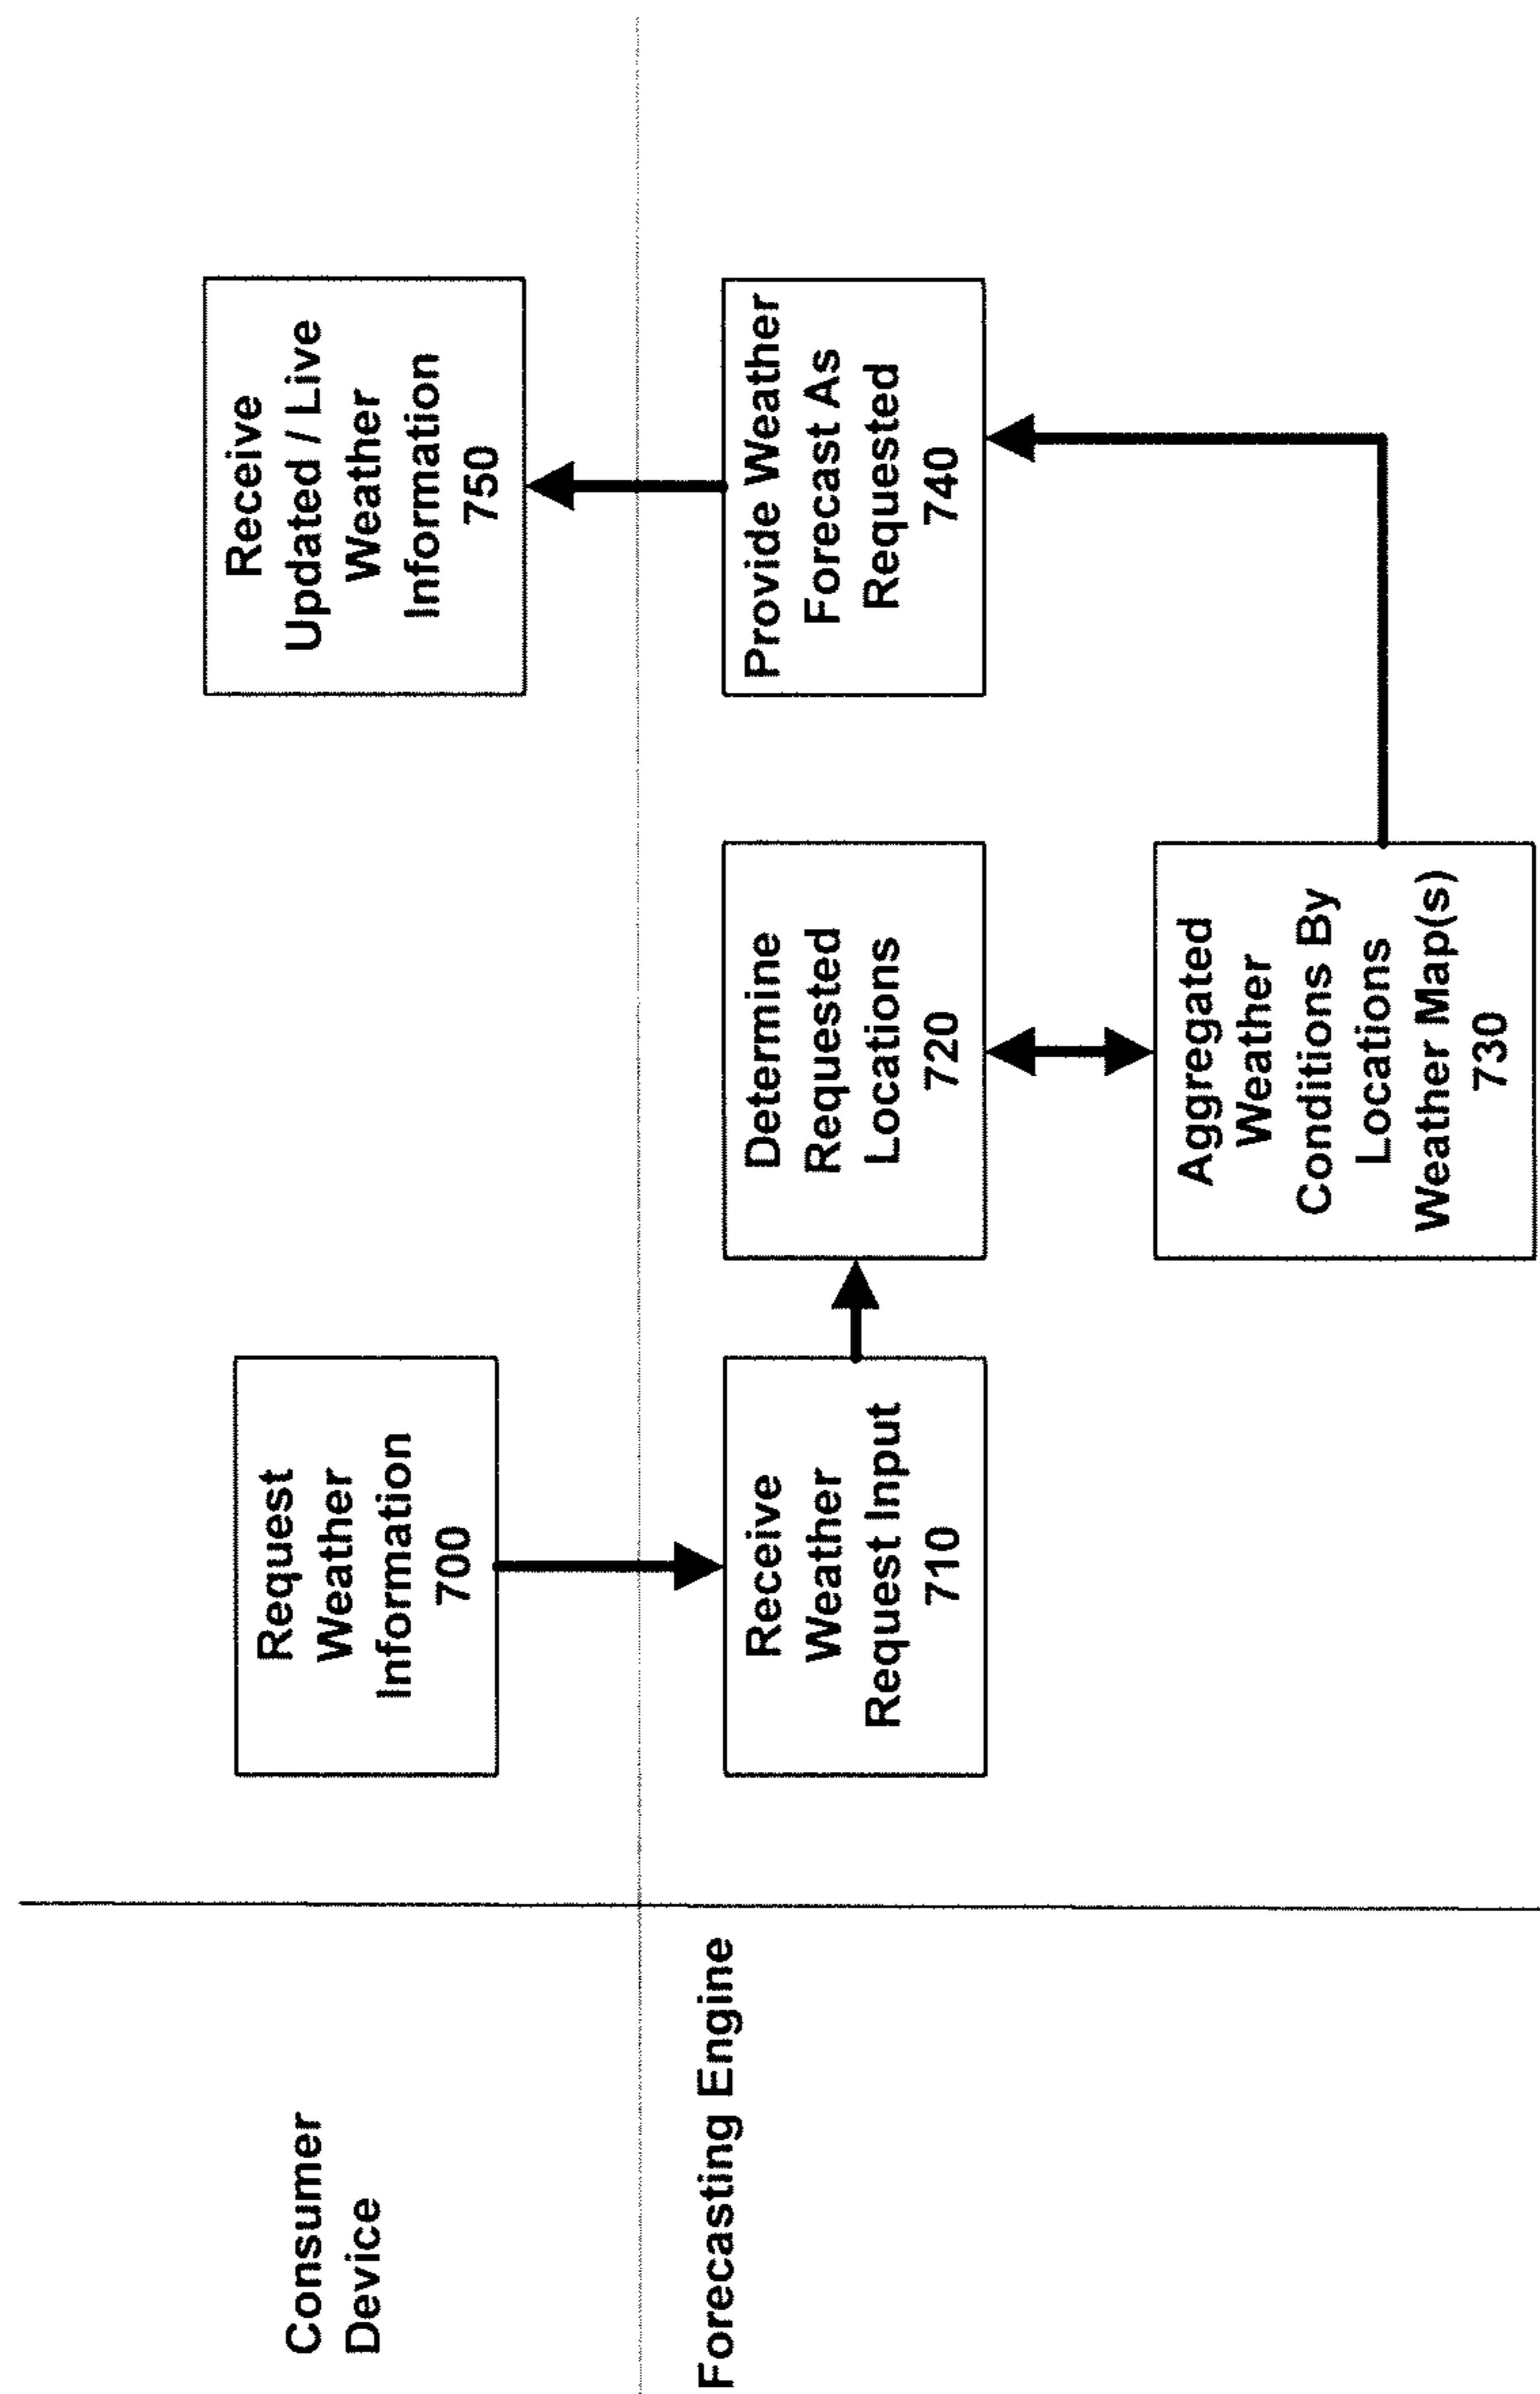 Consumer
Device
Request
Weather
Information
700
Receive
Updated / Live
Weather
Information
750
Forecasting Engine
Receive
Weather
Request Input
710
Determine
Requested
Locations
720
Provide Weather
Forecast As
Requested
740
Aggregated
Weather
Conditions By
Locations
Weather Map(s)
730